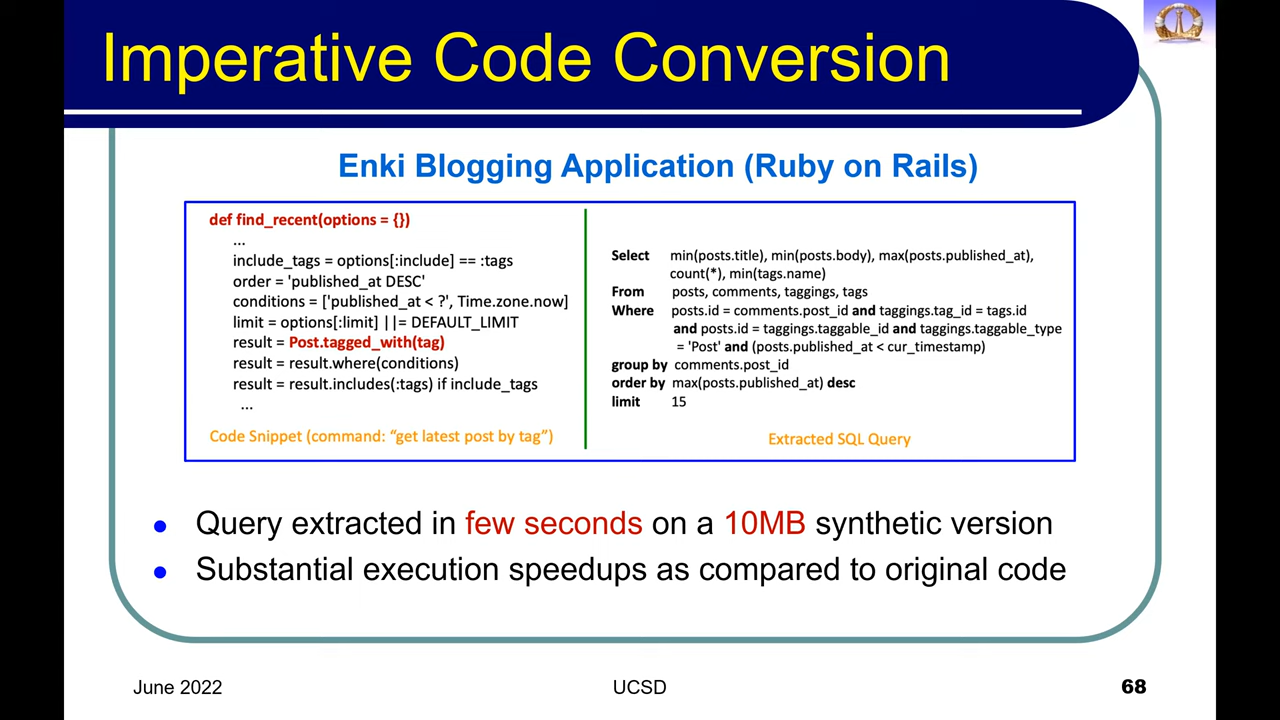 Imperative Code Conversion
Enki Blogging Application (Ruby on Rails)
def find_recent(options = {})
...
include_tags = options[:include] == :tags
order = 'published_at DESC'
conditions = ['published_at < ?', Time.zone.now]
limit = options[:limit] ||= DEFAULT_LIMIT
result = Post.tagged_with(tag)
result = result.where(conditions)
result = result.includes(:tags) if include_tags
...
Code Snippet (command: “get latest post by tag”)
Select min(posts.title), min(posts.body), max(posts.published_at),
count(*), min(tags.name)
From posts, comments, taggings, tags
Where posts.id = comments.post_id and taggings.tag_id = tags.id
and posts.id = taggings.taggable_id and taggings.taggable_type
= 'Post' and (posts.published_at < cur_timestamp)
group by comments.post_id
order by max(posts.published_at) desc
limit 15
Extracted SQL Query
● Query extracted in few seconds on a 10MB synthetic version
● Substantial execution speedups as compared to original code
June 2022 UCSD 68